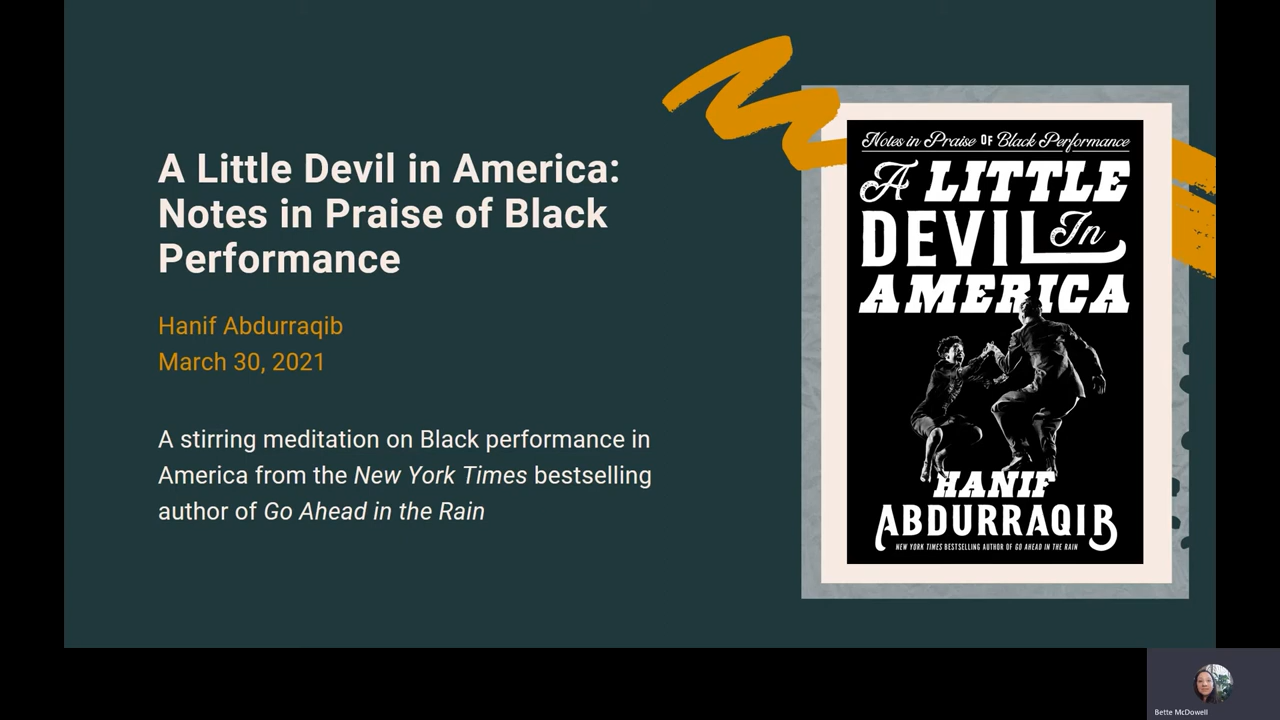 A Little Devil in America:
Notes in Praise of Black
Performance
Hanif Abdurraqib
March 30, 2021
A stirring meditation on Black performance in
America from the New York Times bestselling
author of Go Ahead in the Rain
Notes in Praise OF Black Performance
A LITTLE
DEVIL In
AMERICA
HANIF
ABDURRAQIB
NEW YORK TIMES BESTSELLING AUTHOR OF GO AHEAD IN THE RAIN
Bette McDowell